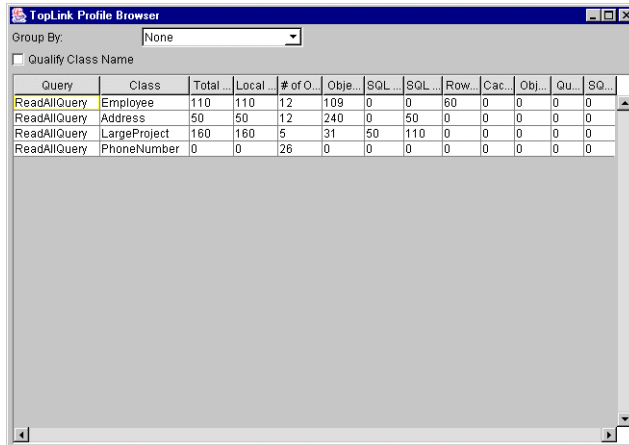 TopLink Profile Browser
Group By: None
Qualify Class Name
Query Class Total ... Local ... # of O... Obje... SQL ... SQL ... Row... Cac... Obj... Qu... SQ...
ReadAllQuery Employee 110 110 12 109 0 0 60 0 0 0 0
ReadAllQuery Address 50 50 12 240 0 50 0 0 0 0 0
ReadAllQuery LargeProject 160 160 5 31 50 110 0 0 0 0 0
ReadAllQuery PhoneNumber 0 0 26 0 0 0 0 0 0 0 0